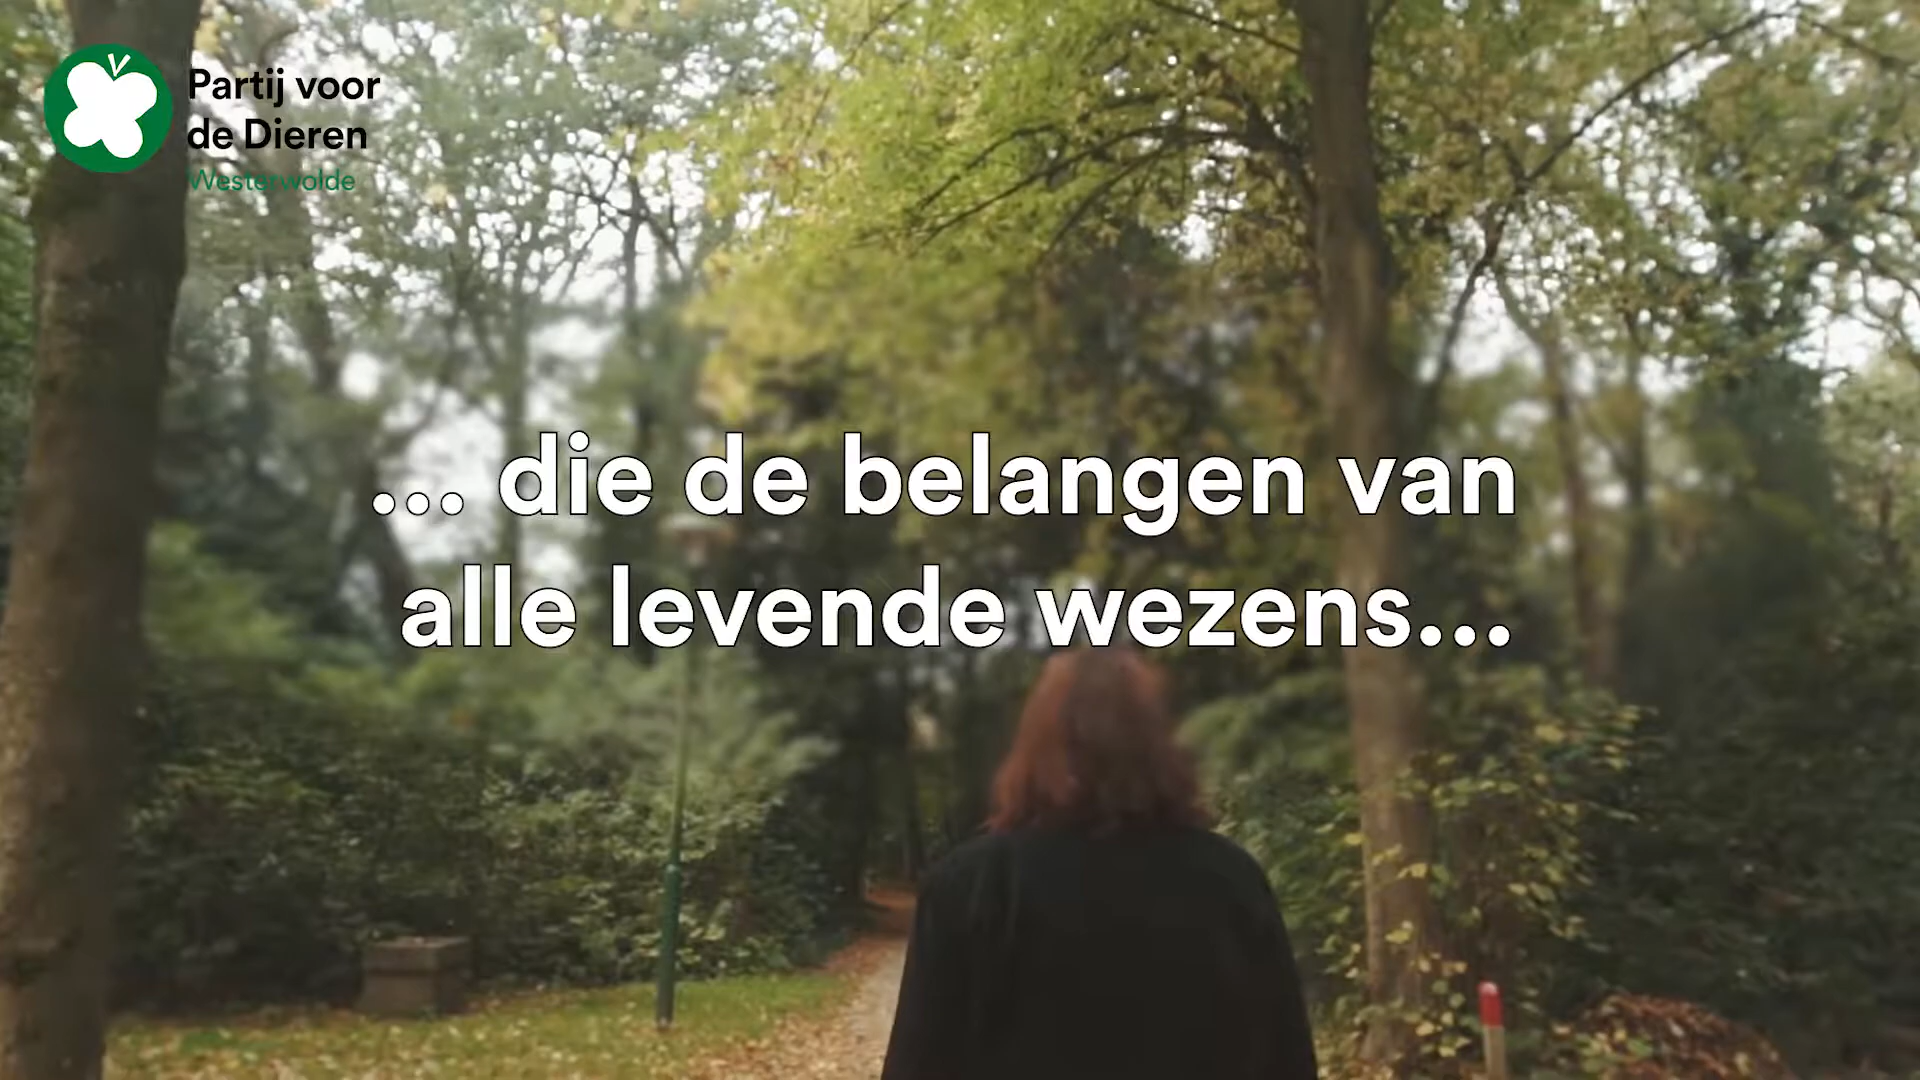 Partij voor
de Dieren
Westerwolde
... die de belangen van
alle levende wezens...